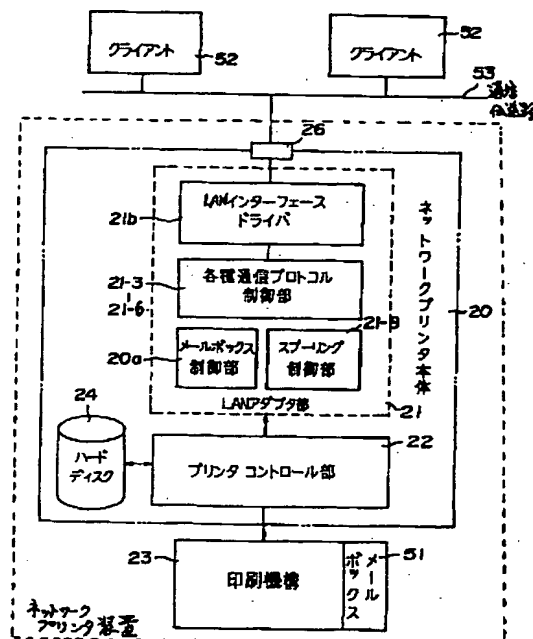 クライアント
52
クライアント
52
53
通信
伝送路
26
21b
LANインターフェース
ドライバ
21-3
21-6
各種通信プロトコル
制御部
21-9
20a
メールボックス
制御部
スプーリング
制御部
LANアダプタ部
21
ネットワークプリンタ本体
20
24
ハード
ディスク
22
プリンタ コントロール部
23
印刷機構
メール
ボックス
51
ネットワーク
プリンタ装置